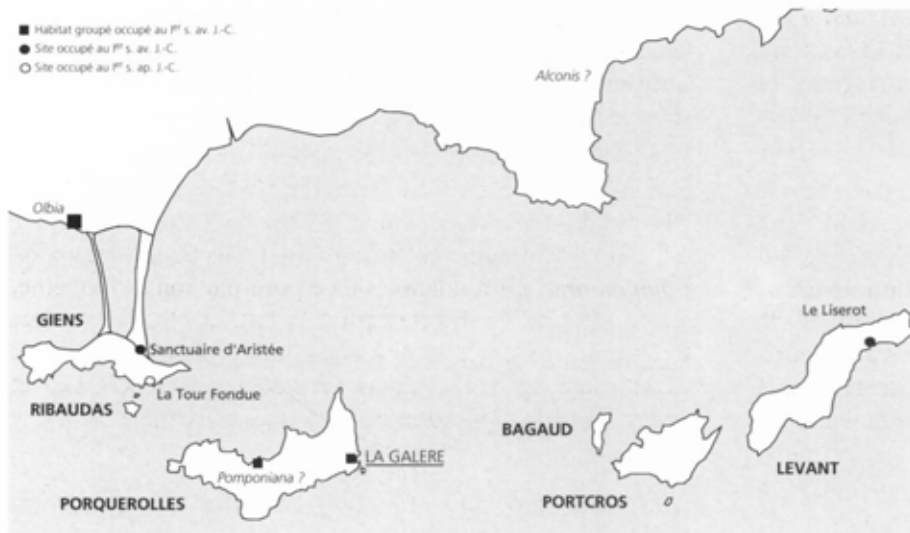 ■ Habitat groupé occupé au Iᵉʳ s. av. J.-C.
● Site occupé au Iᵉʳ s. av. J.-C.
○ Site occupé au Iᵉʳ s. ap. J.-C.
Alconis ?
Olbia
Le Liserot
GIENS
Sanctuaire d'Aristée
La Tour Fondue
RIBAUDAS
BAGAUD
LA GALERE
LEVANT
Pomponiana ?
PORQUEROLLES
PORTCROS